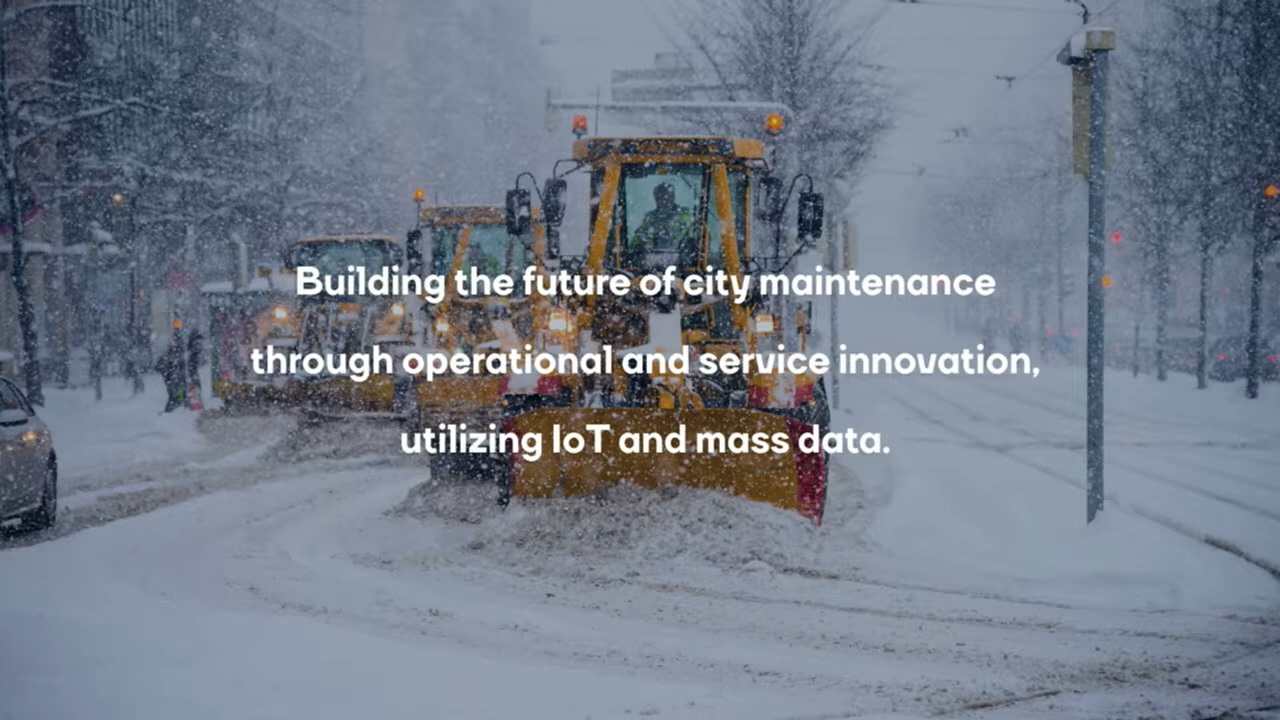 Building the future of city maintenance
through operational and service innovation,
utilizing IoT and mass data.